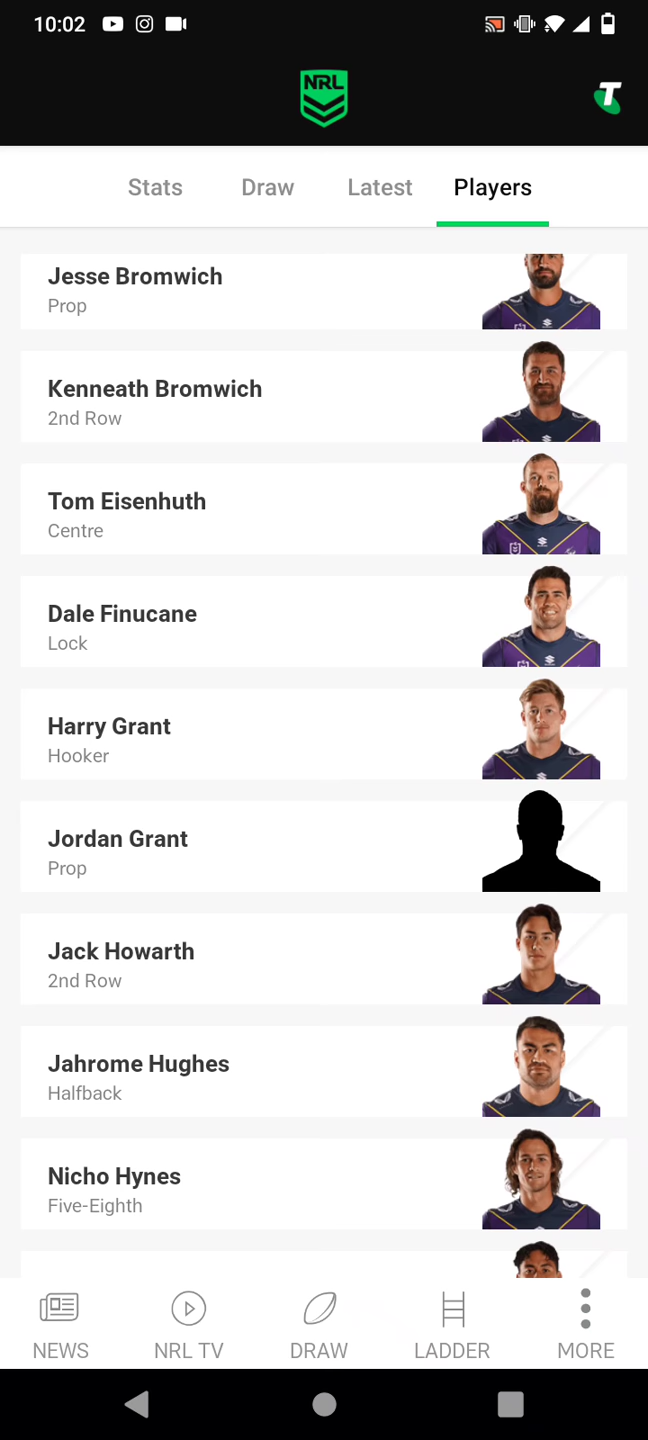 10:02
NRL
T
Stats Draw Latest Players
Jesse Bromwich
Prop
Kenneath Bromwich
2nd Row
Tom Eisenhuth
Centre
Dale Finucane
Lock
Harry Grant
Hooker
Jordan Grant
Prop
Jack Howarth
2nd Row
Jahrome Hughes
Halfback
Nicho Hynes
Five-Eighth
NEWS NRL TV DRAW LADDER MORE